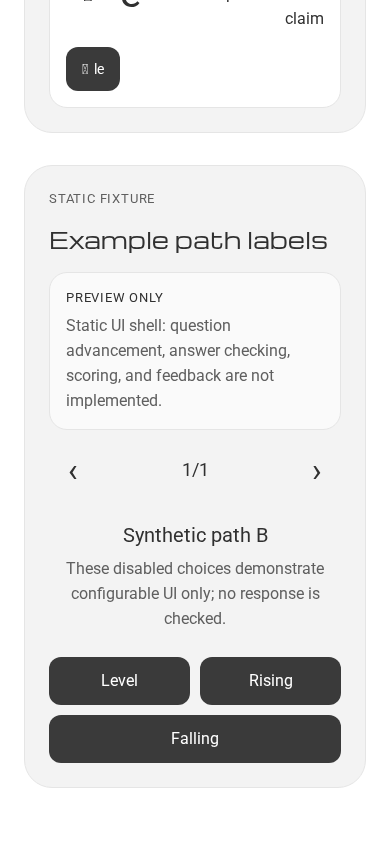 claim
le
STATIC FIXTURE
Example path labels
PREVIEW ONLY
Static UI shell: question
advancement, answer checking,
scoring, and feedback are not
implemented.
‹ 1/1 ›
Synthetic path B
These disabled choices demonstrate
configurable UI only; no response is
checked.
Level Rising
Falling